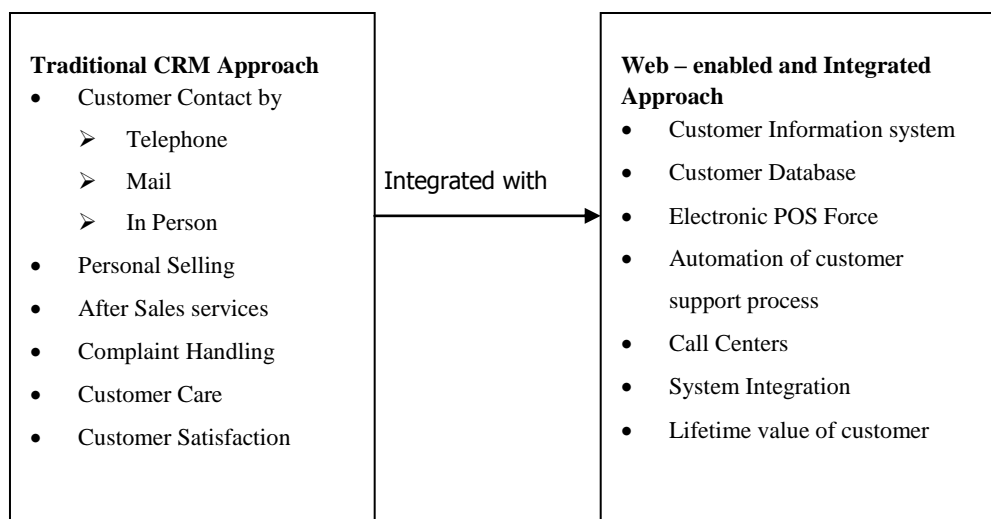 Traditional CRM Approach
• Customer Contact by
➢ Telephone
➢ Mail
➢ In Person
• Personal Selling
• After Sales services
• Complaint Handling
• Customer Care
• Customer Satisfaction
Integrated with
Web – enabled and Integrated
Approach
• Customer Information system
• Customer Database
• Electronic POS Force
• Automation of customer
support process
• Call Centers
• System Integration
• Lifetime value of customer